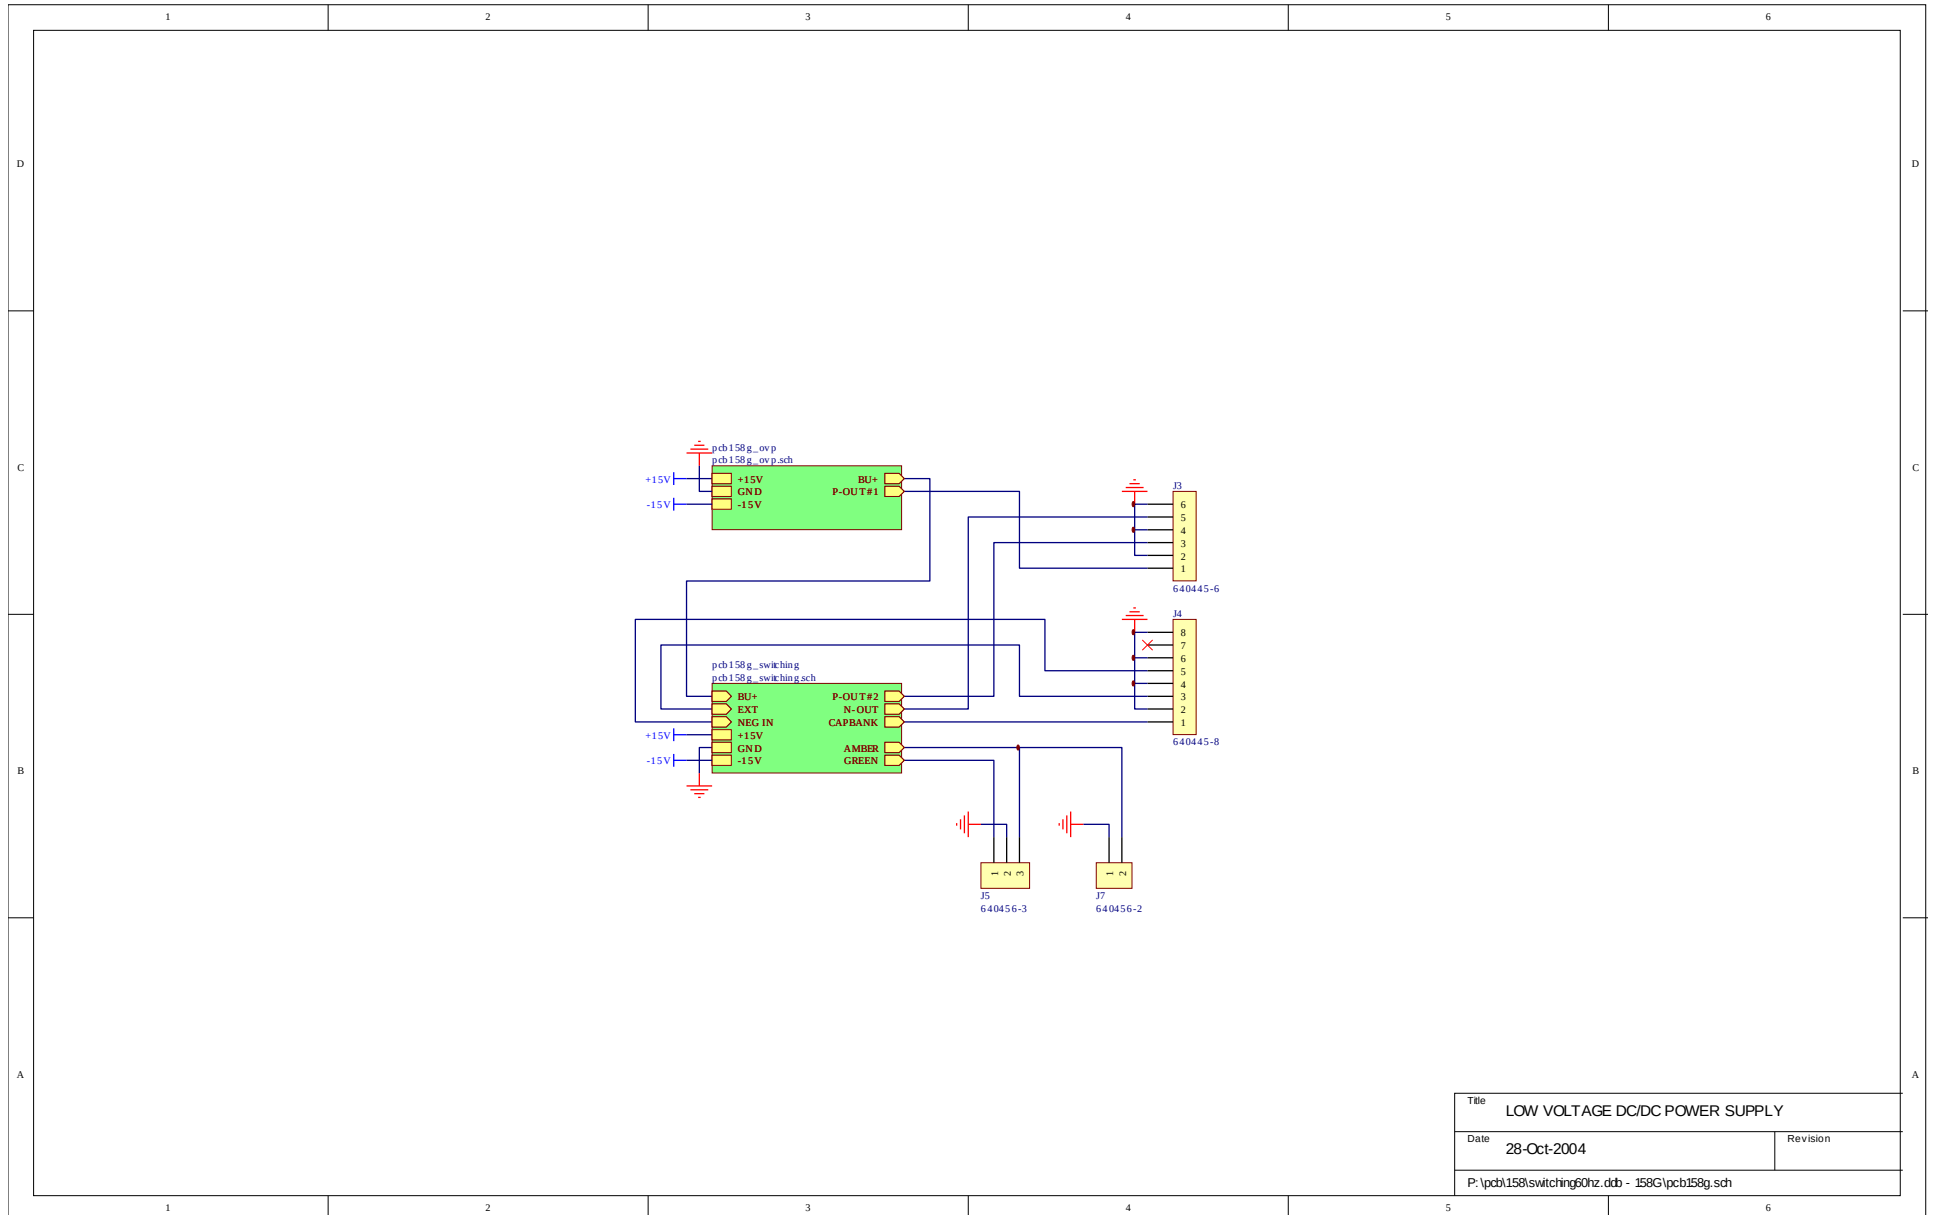 1 2 3 4 5 6
D D
C C
B B
A A
pcb158g_ovp
pcb158g_ovp.sch
+15V +15V BU+
GND P-OUT#1
-15V -15V
J3
6
5
4
3
2
1
640445-6
J4
8
7
6
5
4
3
2
1
640445-8
pcb158g_switching
pcb158g_switching.sch
BU+ P-OUT#2
EXT N-OUT
NEG IN CAPBANK
+15V +15V
GND AMBER
-15V -15V GREEN
1 2 3
J5
640456-3
1 2
J7
640456-2
Title
LOW VOLTAGE DC/DC POWER SUPPLY
Date 28-Oct-2004 Revision
P:\pcb\158\switching60hz.ddb - 158G\pcb158g.sch
1 2 3 4 5 6